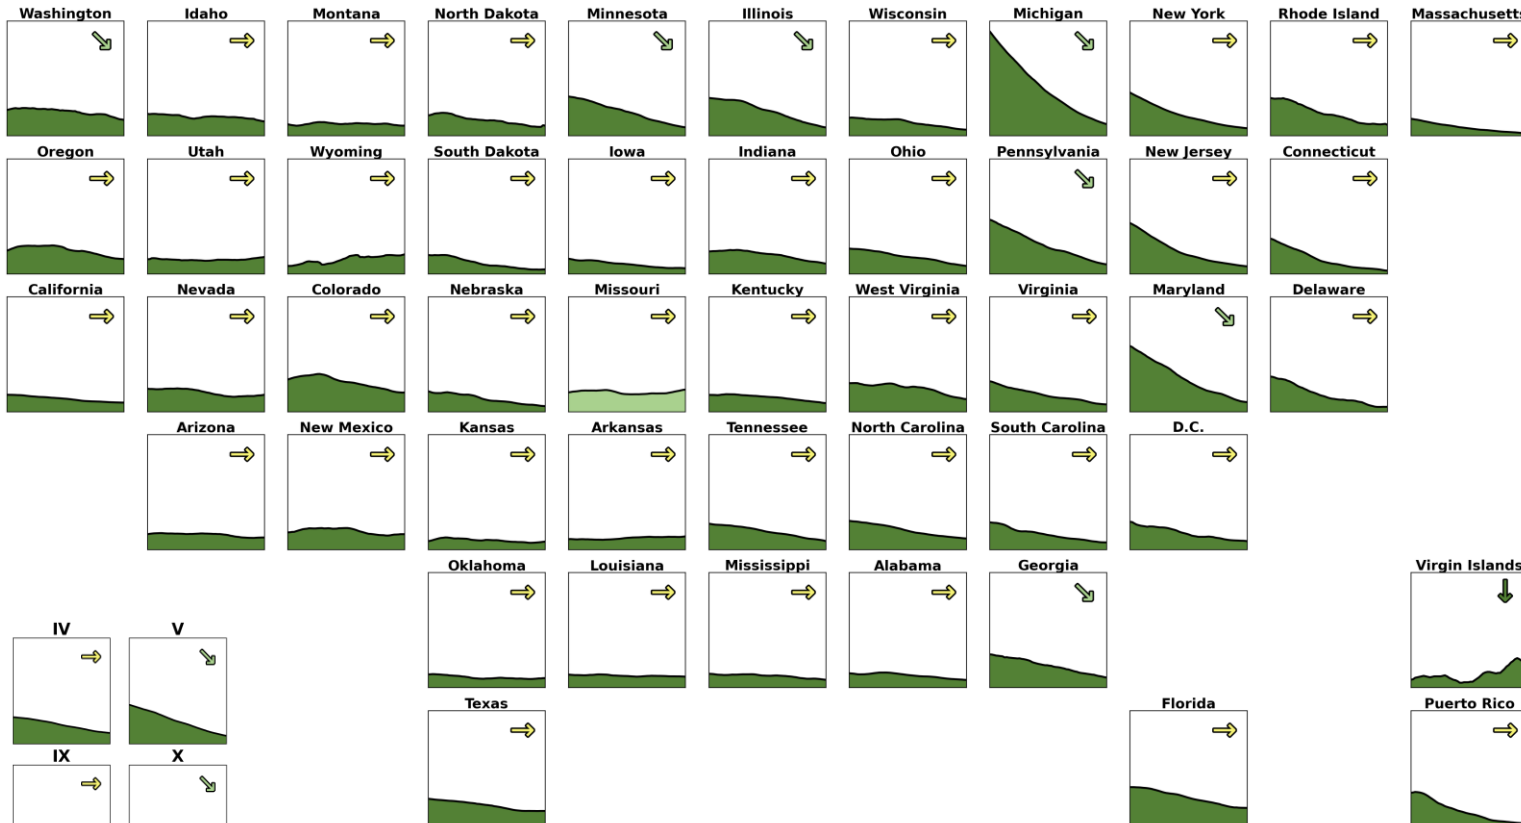 Washington Idaho Montana North Dakota Minnesota Illinois Wisconsin Michigan New York Rhode Island Massachusetts
Oregon Utah Wyoming South Dakota Iowa Indiana Ohio Pennsylvania New Jersey Connecticut
California Nevada Colorado Nebraska Missouri Kentucky West Virginia Virginia Maryland Delaware
Arizona New Mexico Kansas Arkansas Tennessee North Carolina South Carolina D.C.
Oklahoma Louisiana Mississippi Alabama Georgia Virgin Islands
IV V
Texas Florida Puerto Rico
IX X